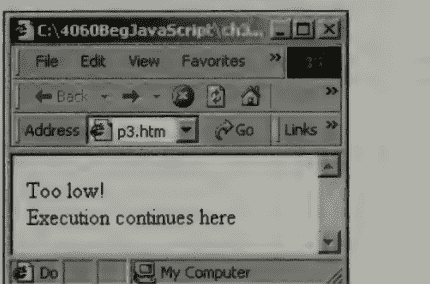 C:\4060BegJavaScript\ch3...
File Edit View Favorites »
Back »
Address p3.htm Go Links »
Too low!
Execution continues here
Do My Computer